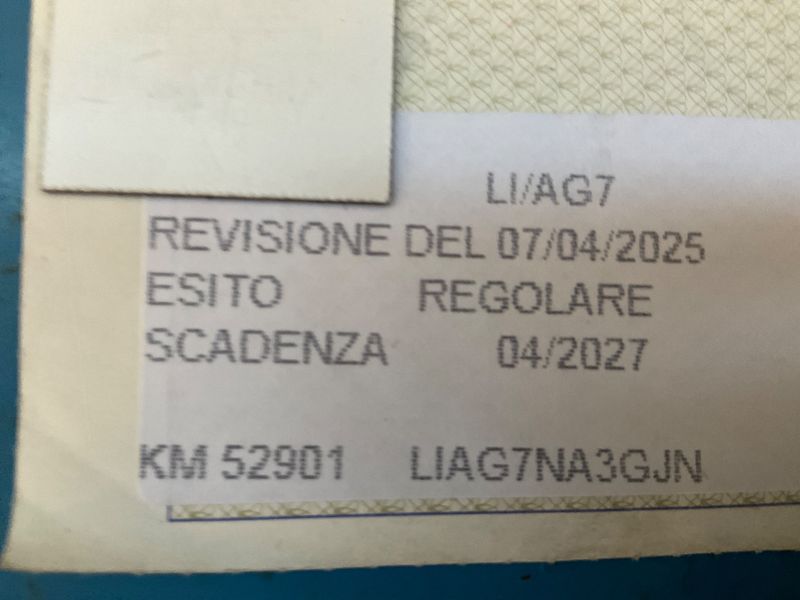 LI/AG7
REVISIONE DEL 07/04/2025
ESITO REGOLARE
SCADENZA 04/2027
KM 52901 LIAG7NA3GJN